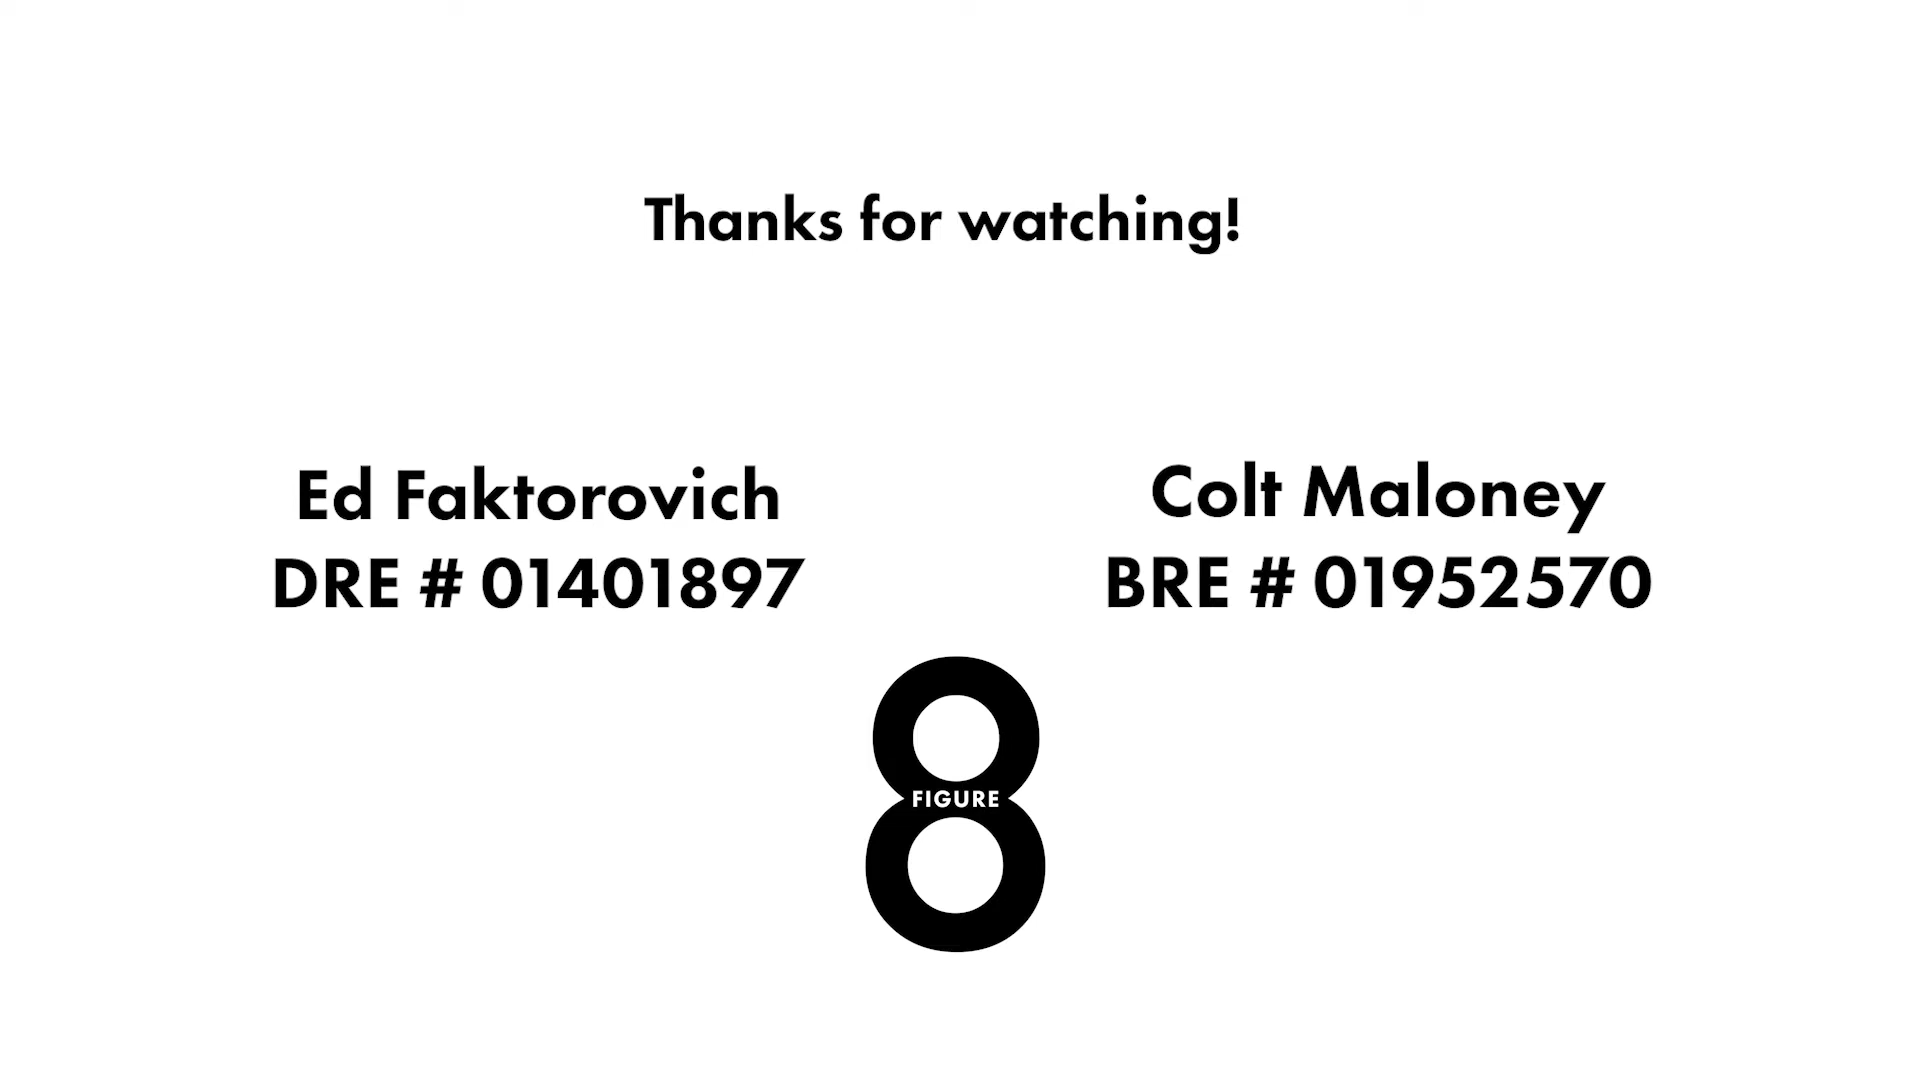 Thanks for watching!
Ed Faktorovich
DRE # 01401897
Colt Maloney
BRE # 01952570
8
FIGURE